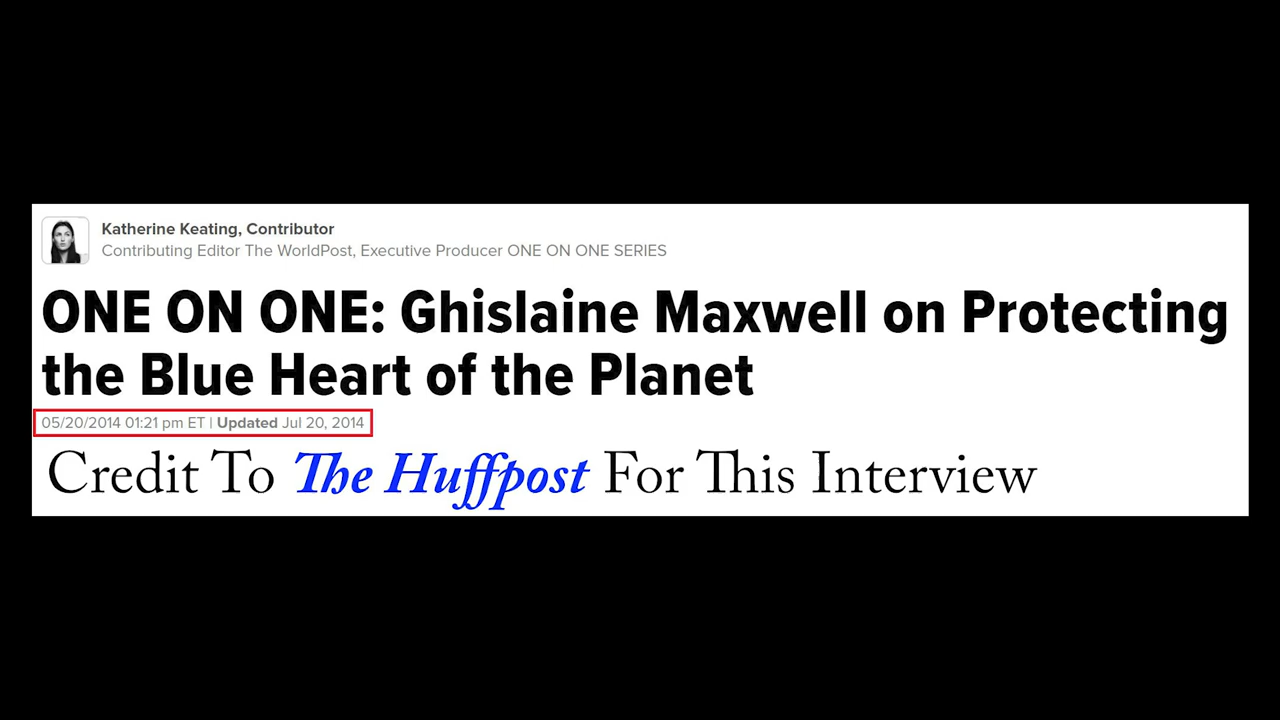 Katherine Keating, Contributor
Contributing Editor The WorldPost, Executive Producer ONE ON ONE SERIES
ONE ON ONE: Ghislaine Maxwell on Protecting
the Blue Heart of the Planet
05/20/2014 01:21 pm ET | Updated Jul 20, 2014
Credit To The Huffpost For This Interview